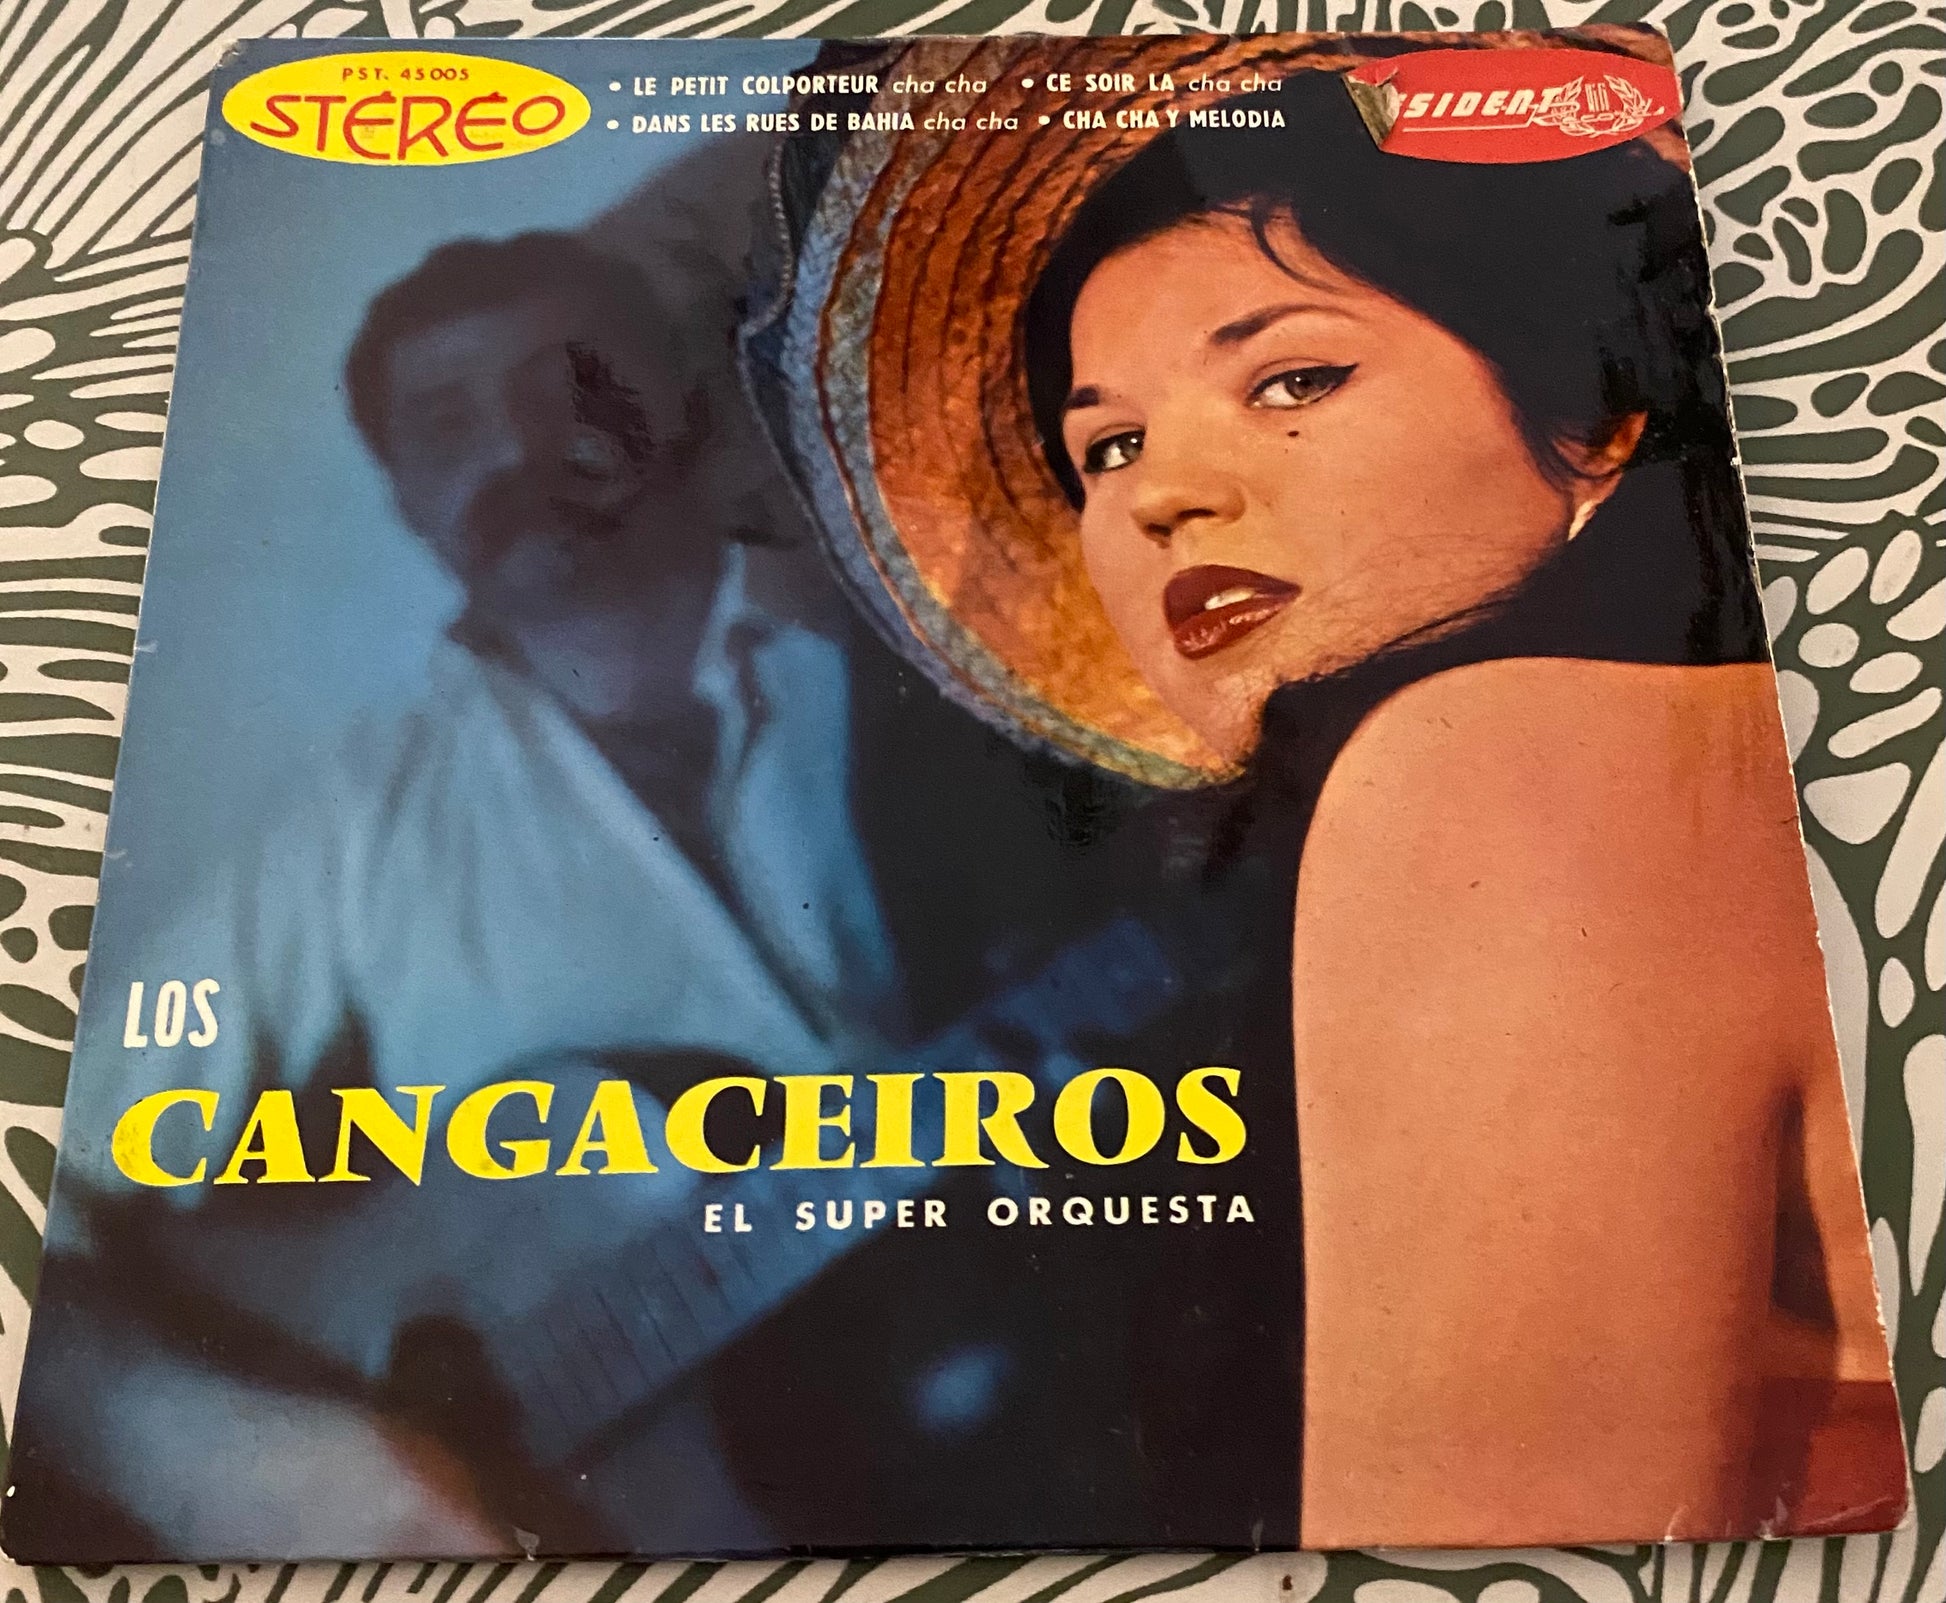 PST. 45005
STÉRÉO
• LE PETIT COLPORTEUR cha cha • CE SOIR LA cha cha
• DANS LES RUES DE BAHIA cha cha • CHA CHA Y MELODIA
SIDENT
LOS
CANGACEIROS
EL SUPER ORQUESTA